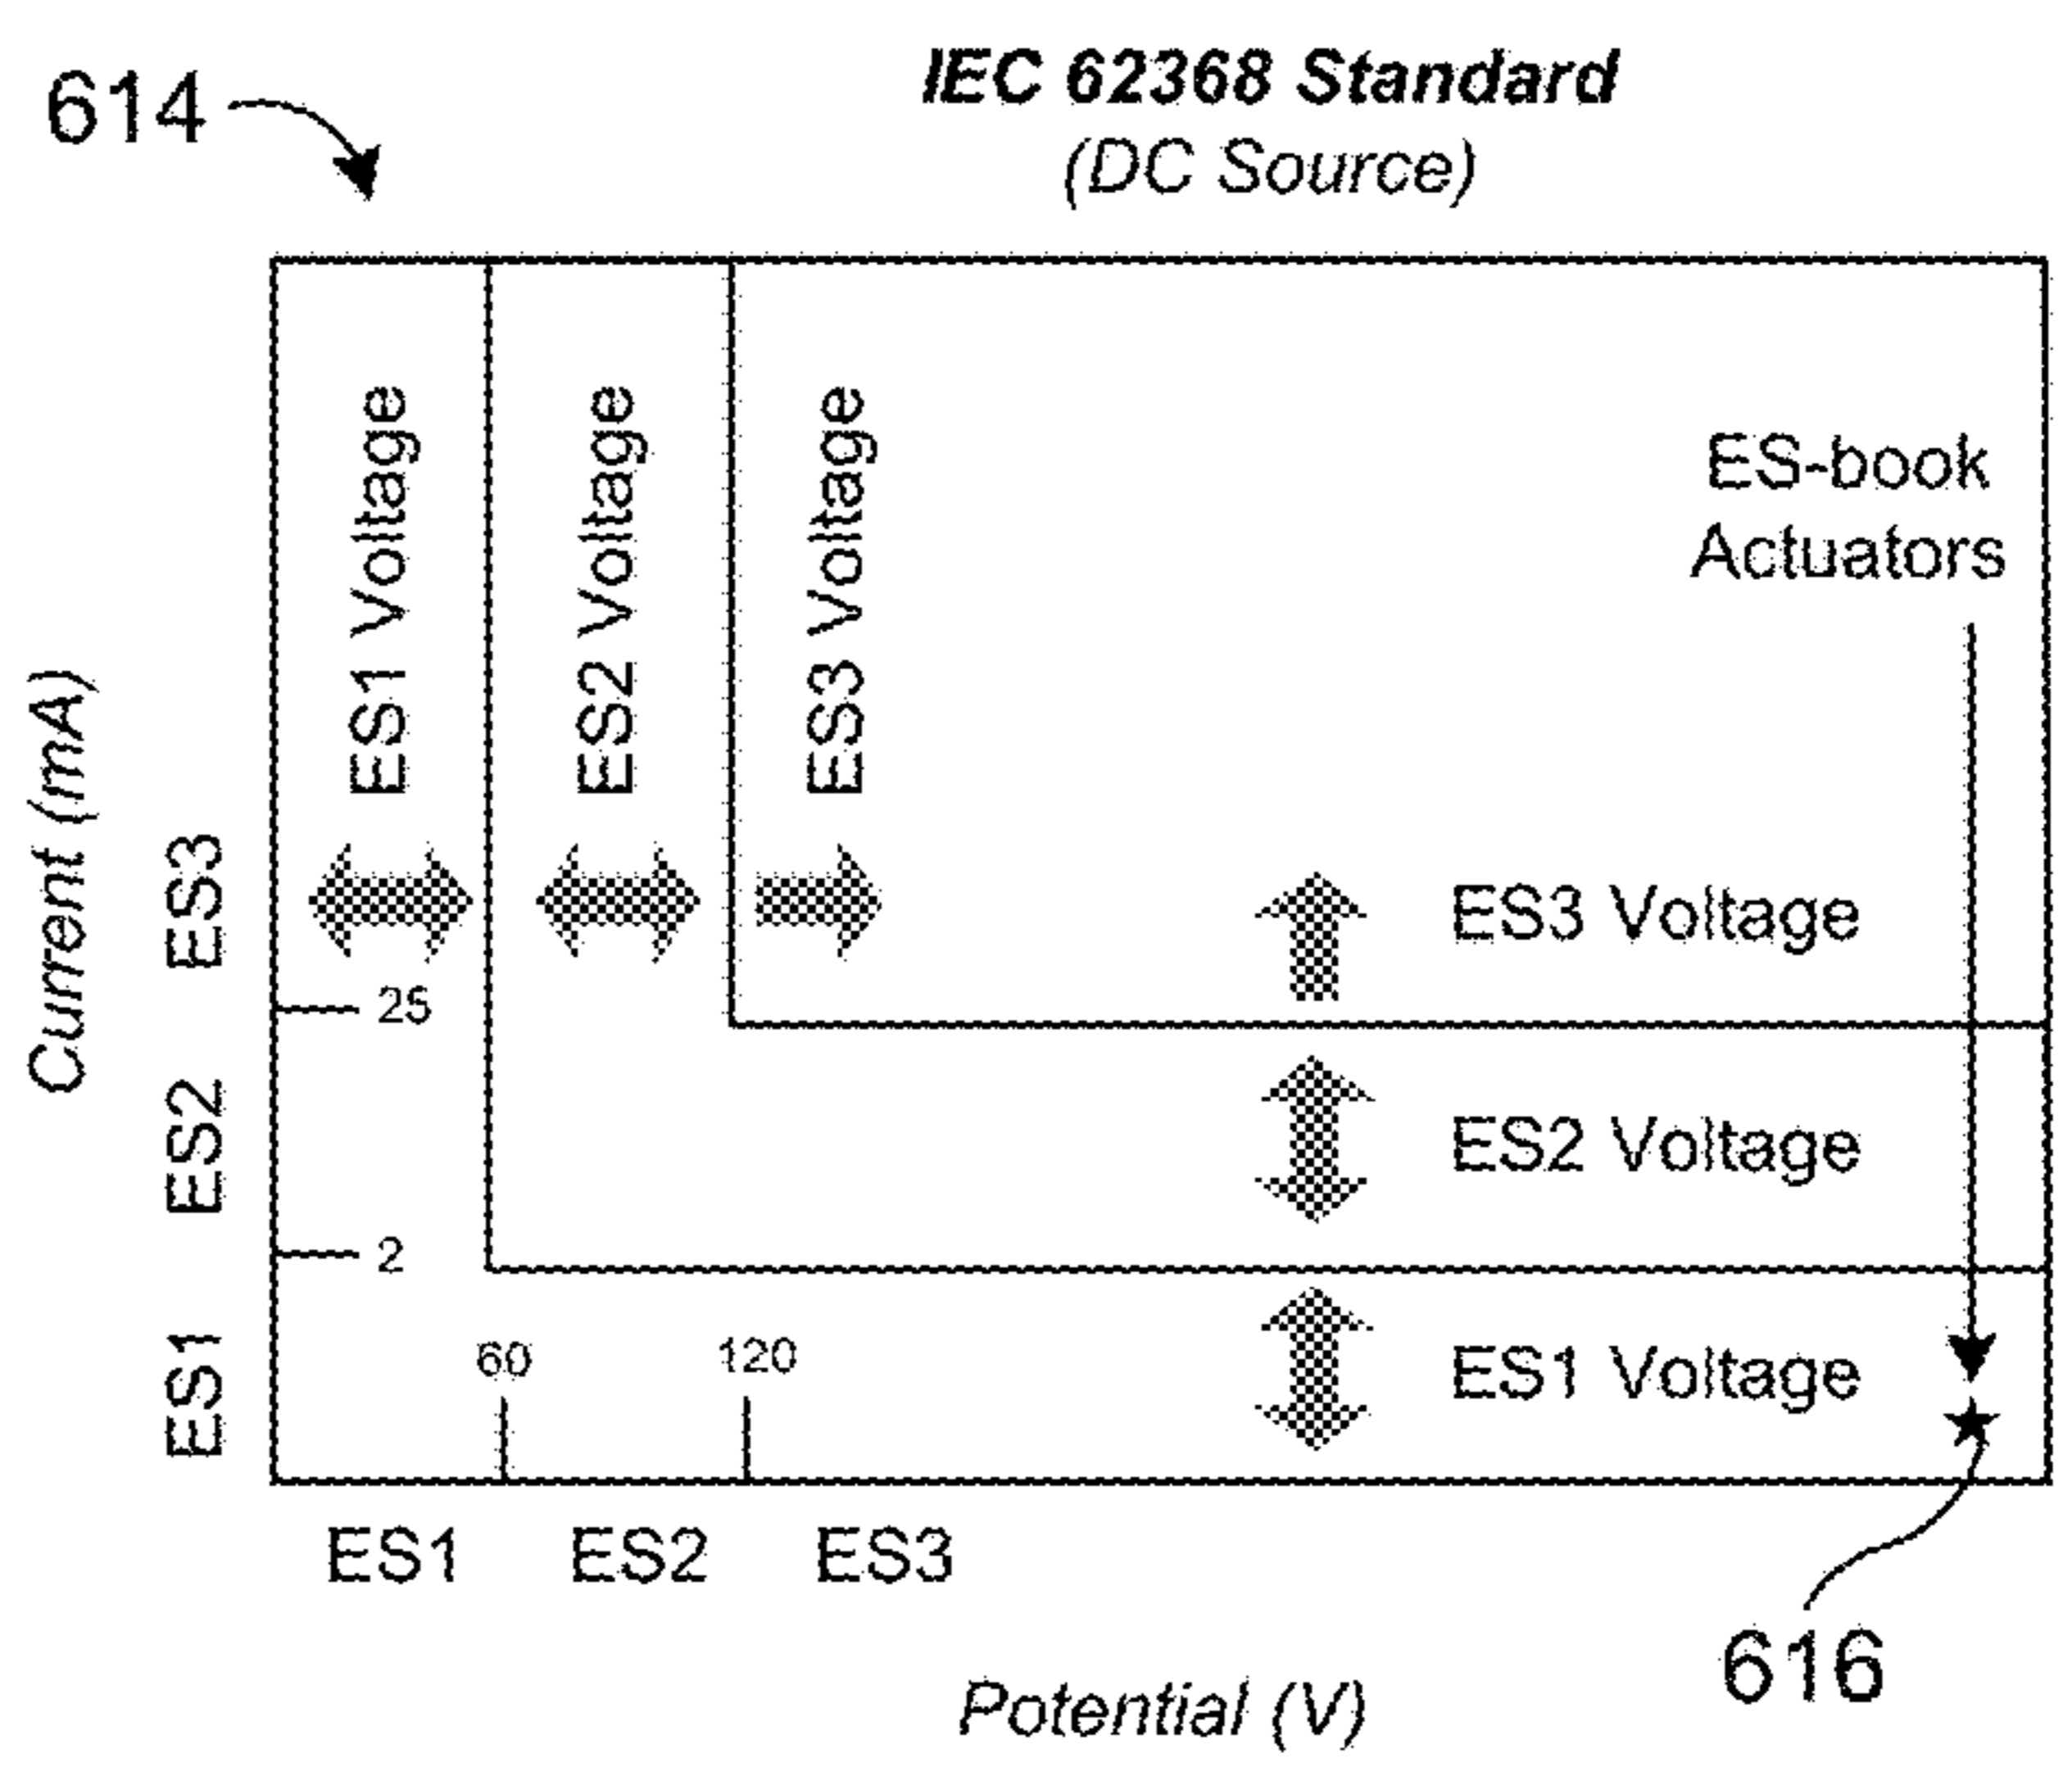 614
IEC 62368 Standard
(DC Source)
ES1 Voltage
ES2 Voltage
ES3 Voltage
ES-book
Actuators
Current (mA)
ES3
ES2
ES1
25
2
60
120
ES3 Voltage
ES2 Voltage
ES1 Voltage
ES1
ES2
ES3
616
Potential (V)